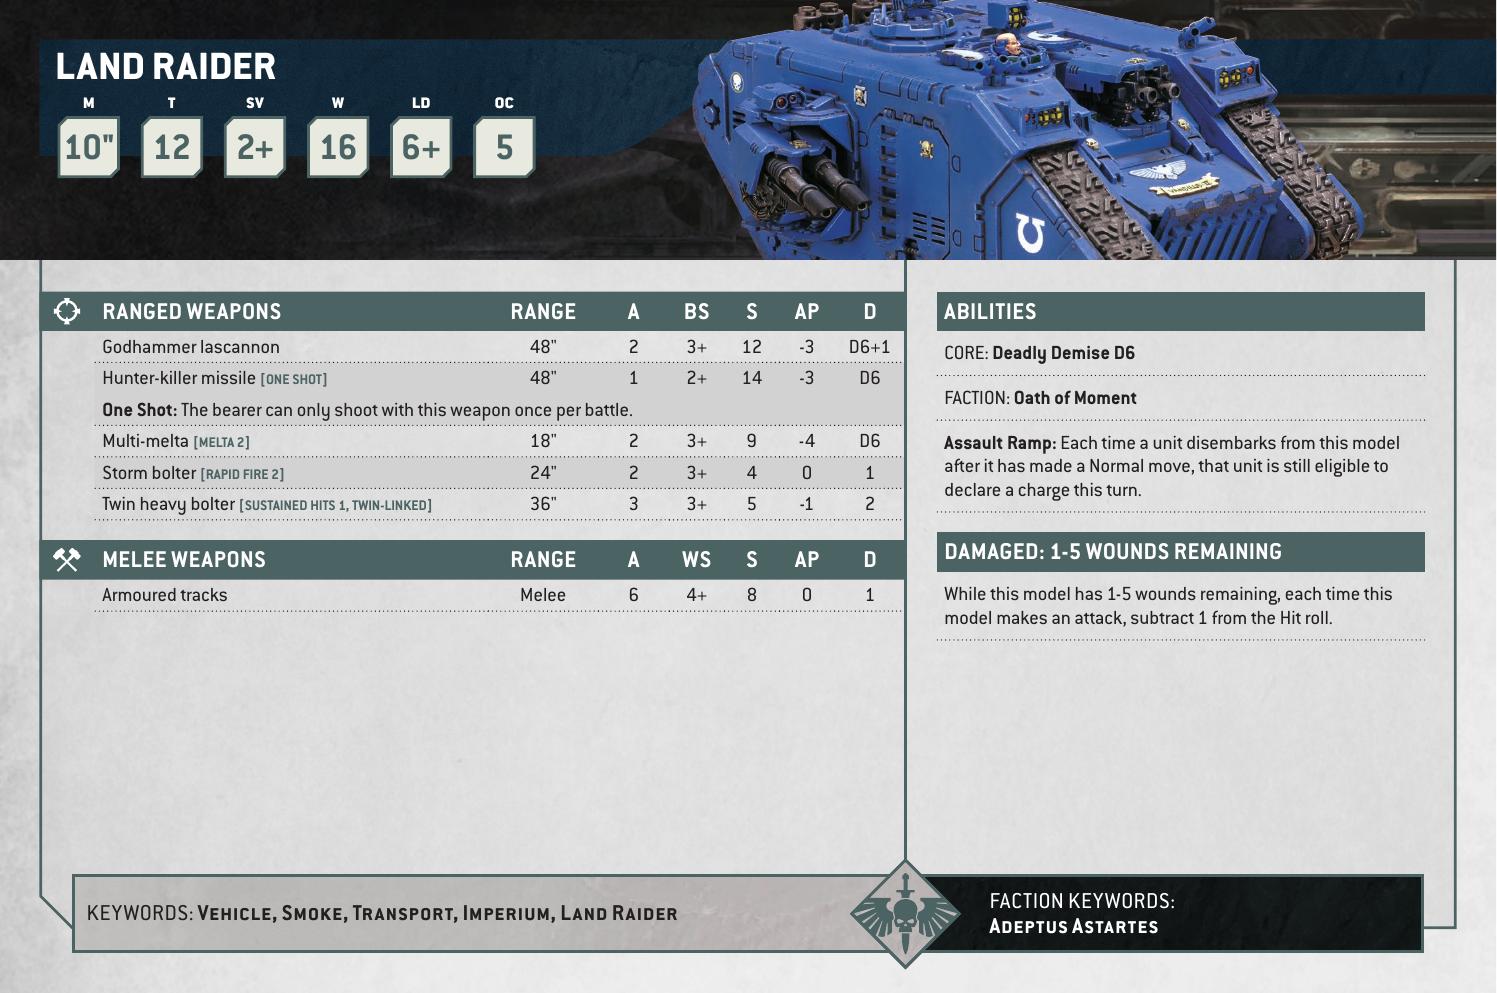 LAND RAIDER
M T SV W LD OC
10" 12 2+ 16 6+ 5
RANGED WEAPONS RANGE A BS S AP D
Godhammer lascannon 48" 2 3+ 12 -3 D6+1
Hunter-killer missile [ONE SHOT] 48" 1 2+ 14 -3 D6
One Shot: The bearer can only shoot with this weapon once per battle.
Multi-melta [MELTA 2] 18" 2 3+ 9 -4 D6
Storm bolter [RAPID FIRE 2] 24" 2 3+ 4 0 1
Twin heavy bolter [SUSTAINED HITS 1, TWIN-LINKED] 36" 3 3+ 5 -1 2
MELEE WEAPONS RANGE A WS S AP D
Armoured tracks Melee 6 4+ 8 0 1
ABILITIES
CORE: Deadly Demise D6
FACTION: Oath of Moment
Assault Ramp: Each time a unit disembarks from this model
after it has made a Normal move, that unit is still eligible to
declare a charge this turn.
DAMAGED: 1-5 WOUNDS REMAINING
While this model has 1-5 wounds remaining, each time this
model makes an attack, subtract 1 from the Hit roll.
KEYWORDS: VEHICLE, SMOKE, TRANSPORT, IMPERIUM, LAND RAIDER
FACTION KEYWORDS:
ADEPTUS ASTARTES